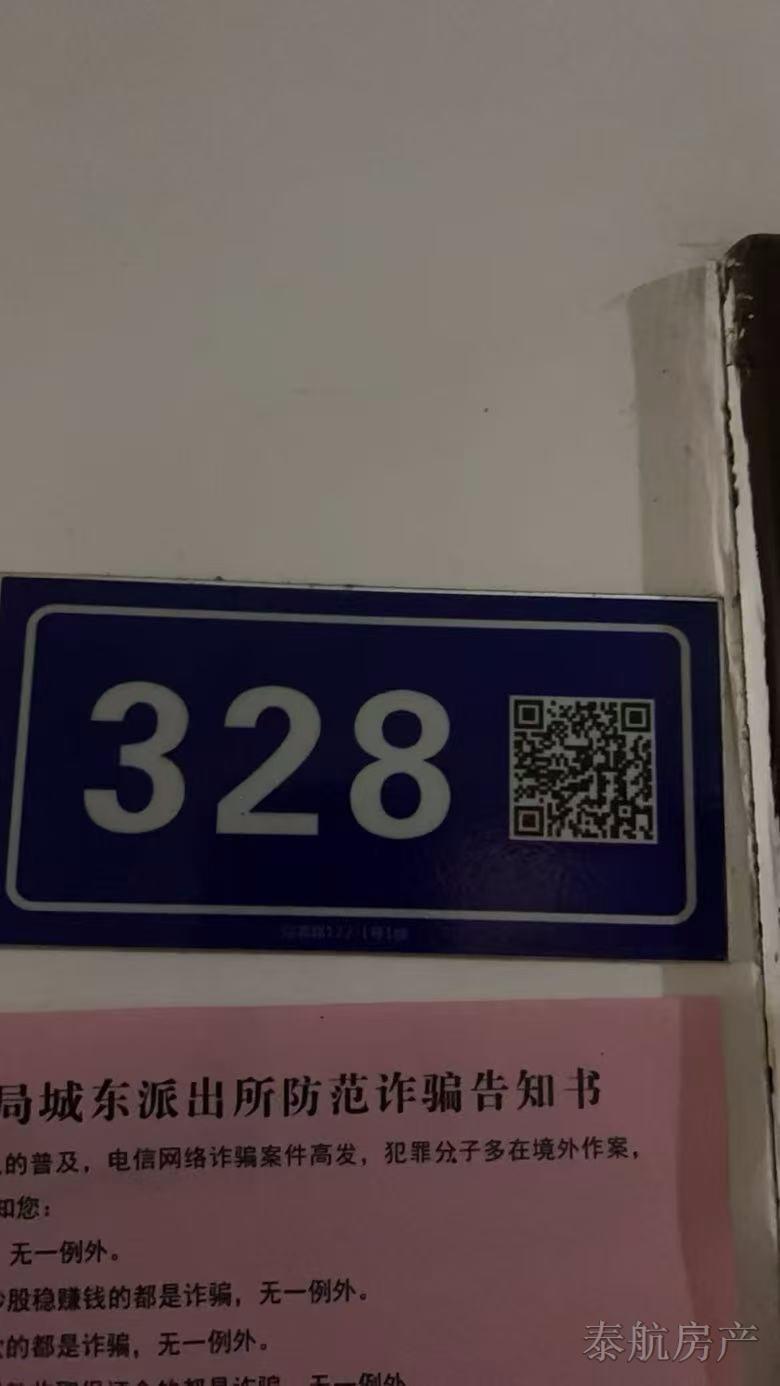 328
局城东派出所防范诈骗告知书
的普及，电信网络诈骗案件高发，犯罪分子多在境外作案，
知您：
，无一例外。
炒股稳赚钱的都是诈骗，无一例外。
的都是诈骗，无一例外。
泰航房产